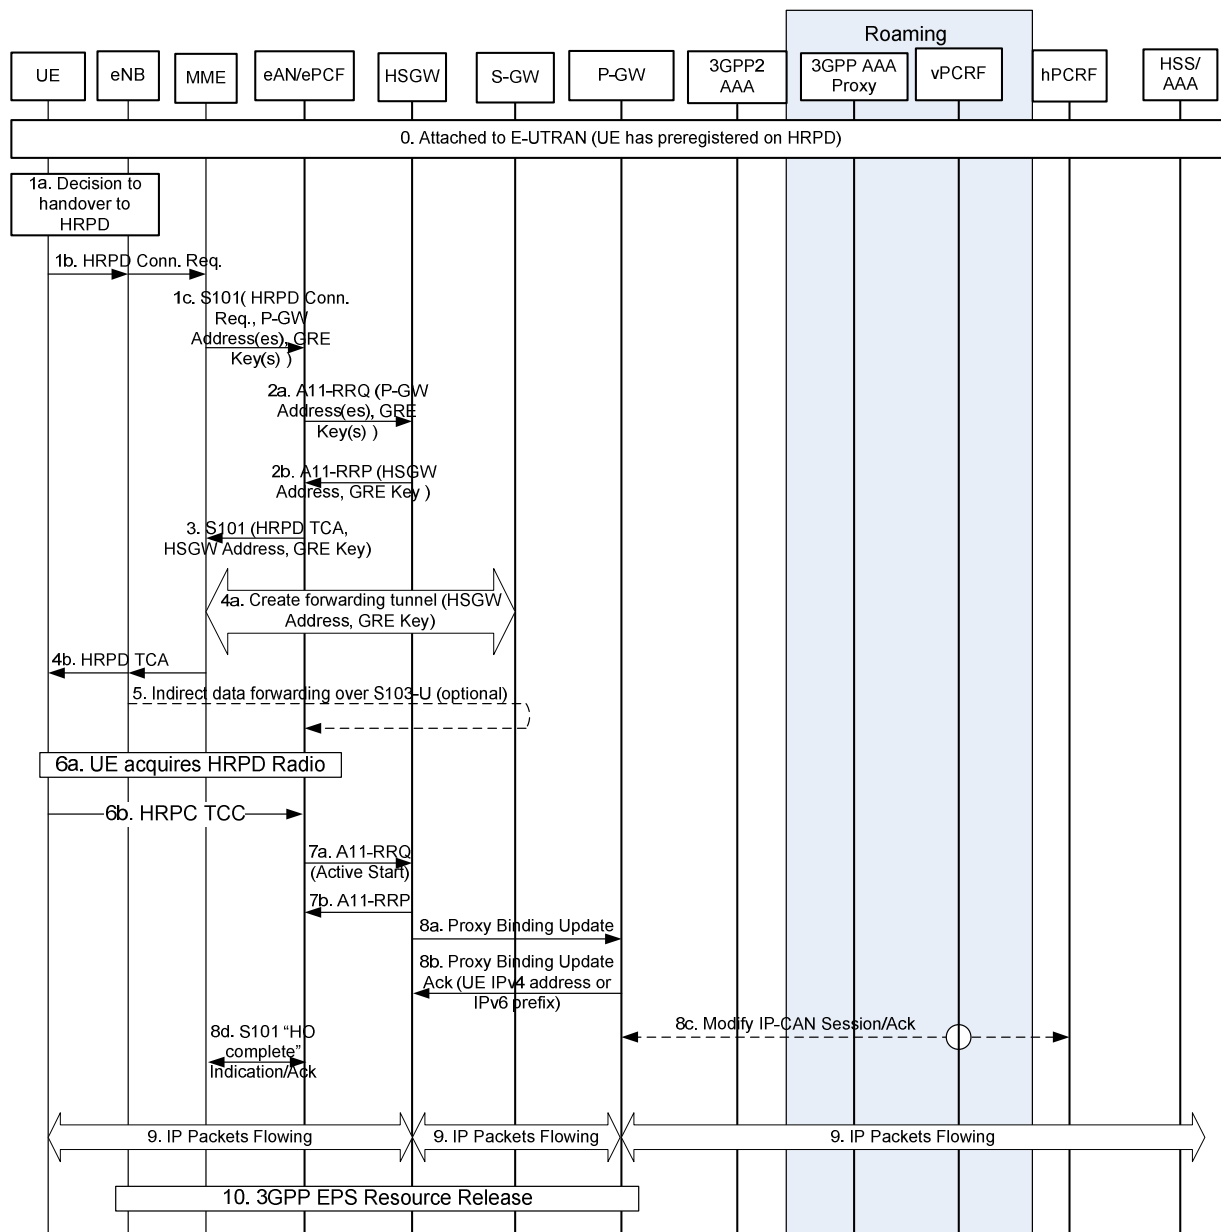 Roaming
UE
eNB
MME
eAN/ePCF
HSGW
S-GW
P-GW
3GPP2
AAA
3GPP AAA
Proxy
vPCRF
hPCRF
HSS/
AAA
0. Attached to E-UTRAN (UE has preregistered on HRPD)
1a. Decision to
handover to
HRPD
1b. HRPD Conn. Req.
1c. S101( HRPD Conn.
Req., P-GW
Address(es), GRE
Key(s) )
2a. A11-RRQ (P-GW
Address(es), GRE
Key(s) )
2b. A11-RRP (HSGW
Address, GRE Key )
3. S101 (HRPD TCA,
HSGW Address, GRE Key)
4a. Create forwarding tunnel (HSGW
Address, GRE Key)
4b. HRPD TCA
5. Indirect data forwarding over S103-U (optional)
6a. UE acquires HRPD Radio
6b. HRPC TCC
7a. A11-RRQ
(Active Start)
7b. A11-RRP
8a. Proxy Binding Update
8b. Proxy Binding Update
Ack (UE IPv4 address or
IPv6 prefix)
8c. Modify IP-CAN Session/Ack
8d. S101 “HO
complete”
Indication/Ack
9. IP Packets Flowing
9. IP Packets Flowing
9. IP Packets Flowing
10. 3GPP EPS Resource Release